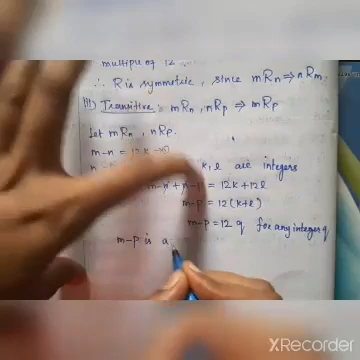 multiple of 12
∴ R is symmetric, since mRn ⇒ nRm.
III) Transitive : mRn, nRp ⇒ mRp
Let mRn, nRp.
m-n = 12k
k, l are integers
m-n + n-p = 12k + 12l
m-p = 12(k+l)
m-p = 12 q for any integer q
m-p is a
XRecorder